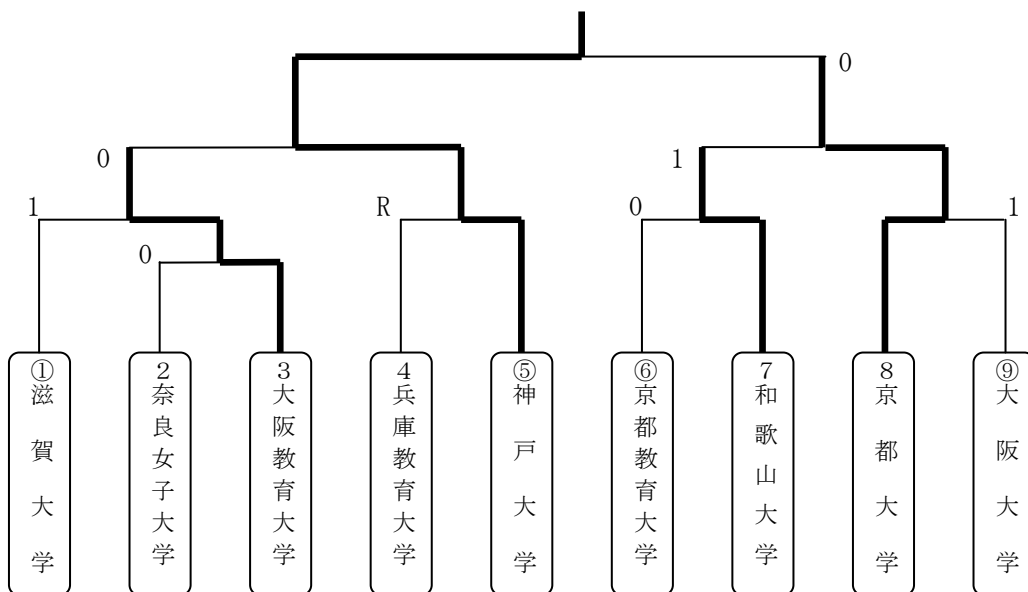 0
0
1
1
R
0
1
0
①滋賀大学
2奈良女子大学
3大阪教育大学
4兵庫教育大学
⑤神戸大学
⑥京都教育大学
7和歌山大学
8京都大学
⑨大阪大学